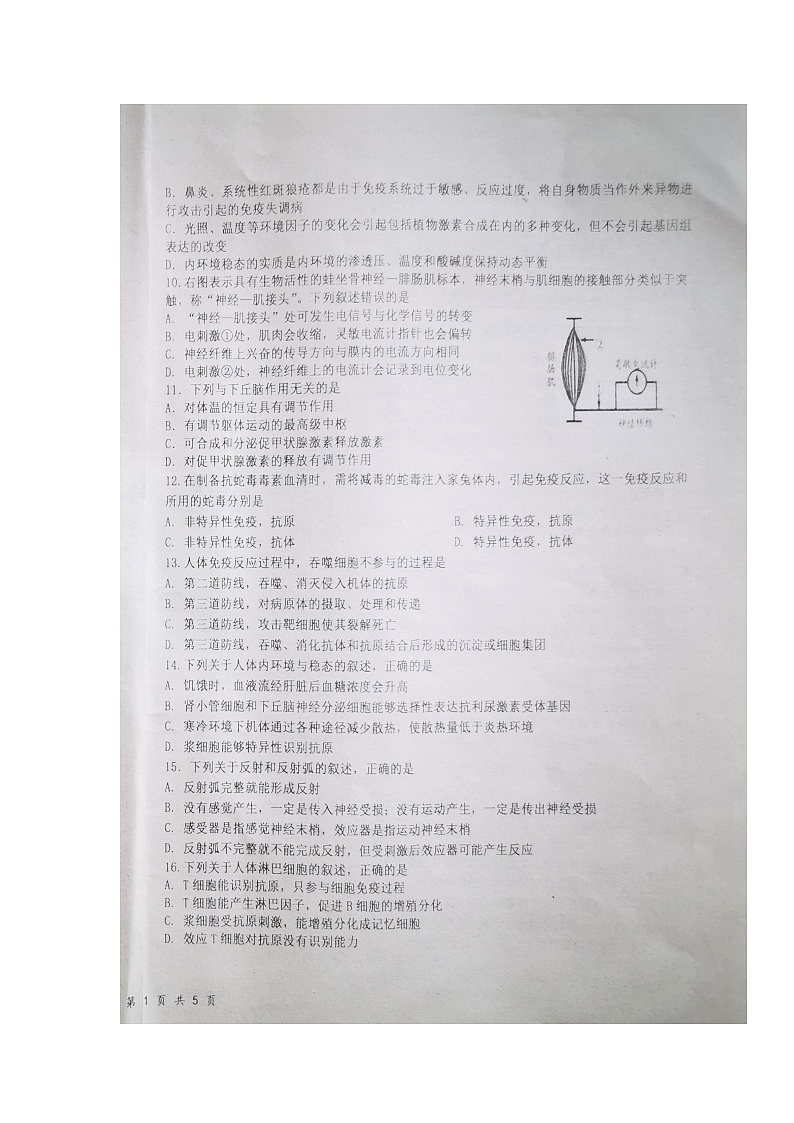 B. 鼻炎、系统性红斑狼疮都是由于免疫系统过于敏感、反应过度，将自身物质当作外来异物进
行攻击引起的免疫失调病
C. 光照、温度等环境因子的变化会引起包括植物激素合成在内的多种变化，但不会引起基因组
表达的改变
D. 内环境稳态的实质是内环境的渗透压、温度和酸碱度保持动态平衡
10.右图表示具有生物活性的蛙坐骨神经—腓肠肌标本，神经末梢与肌细胞的接触部分类似于突
触，称“神经—肌接头”。下列叙述错误的是
A. “神经—肌接头”处可发生电信号与化学信号的转变
B. 电刺激①处，肌肉会收缩，灵敏电流计指针也会偏转
C. 神经纤维上兴奋的传导方向与膜内的电流方向相同
D. 电刺激②处，神经纤维上的电流计会记录到电位变化
腓肠肌
2
灵敏电流计
1
神经纤维
11. 下列与下丘脑作用无关的是
A. 对体温的恒定具有调节作用
B. 有调节躯体运动的最高级中枢
C. 可合成和分泌促甲状腺激素释放激素
D. 对促甲状腺激素的释放有调节作用
12.在制备抗蛇毒毒素血清时，需将减毒的蛇毒注入家兔体内，引起免疫反应，这一免疫反应和
所用的蛇毒分别是
A. 非特异性免疫，抗原 B. 特异性免疫，抗原
C. 非特异性免疫，抗体 D. 特异性免疫，抗体
13.人体免疫反应过程中，吞噬细胞不参与的过程是
A. 第二道防线，吞噬、消灭侵入机体的抗原
B. 第三道防线，对病原体的摄取、处理和传递
C. 第三道防线，攻击靶细胞使其裂解死亡
D. 第三道防线，吞噬、消化抗体和抗原结合后形成的沉淀或细胞集团
14.下列关于人体内环境与稳态的叙述，正确的是
A. 饥饿时，血液流经肝脏后血糖浓度会升高
B. 肾小管细胞和下丘脑神经分泌细胞能够选择性表达抗利尿激素受体基因
C. 寒冷环境下机体通过各种途径减少散热，使散热量低于炎热环境
D. 浆细胞能够特异性识别抗原
15. 下列关于反射和反射弧的叙述，正确的是
A. 反射弧完整就能形成反射
B. 没有感觉产生，一定是传入神经受损；没有运动产生，一定是传出神经受损
C. 感受器是指感觉神经末梢，效应器是指运动神经末梢
D. 反射弧不完整就不能完成反射，但受刺激后效应器可能产生反应
16.下列关于人体淋巴细胞的叙述，正确的是
A. T细胞能识别抗原，只参与细胞免疫过程
B. T细胞能产生淋巴因子，促进B细胞的增殖分化
C. 浆细胞受抗原刺激，能增殖分化成记忆细胞
D. 效应T细胞对抗原没有识别能力
第 1 页 共 5 页